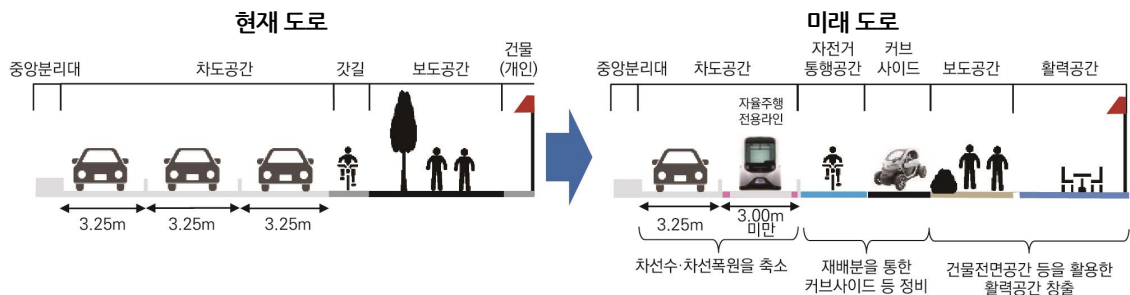 현재 도로
중앙분리대 차도공간 갓길 보도공간 건물
(개인)
3.25m 3.25m 3.25m
미래 도로
중앙분리대 차도공간 자전거
통행공간 커브
사이드 보도공간 활력공간
자율주행
전용라인
3.25m 3.00m
미만
차선수·차선폭원을 축소
재배분을 통한
커브사이드 등 정비
건물전면공간 등을 활용한
활력공간 창출